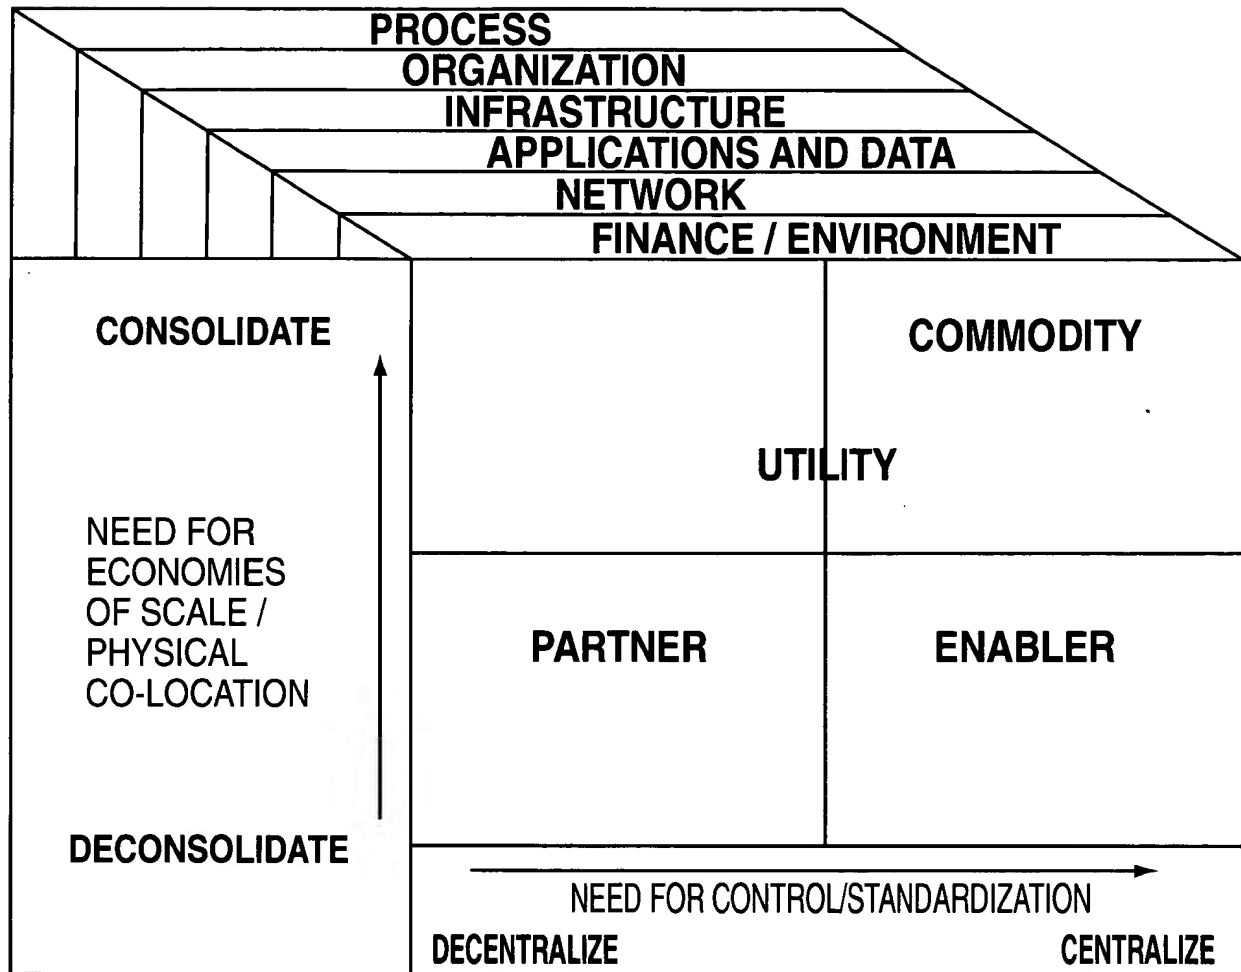 PROCESS
ORGANIZATION
INFRASTRUCTURE
APPLICATIONS AND DATA
NETWORK
FINANCE / ENVIRONMENT
CONSOLIDATE
COMMODITY
UTILITY
NEED FOR
ECONOMIES
OF SCALE /
PHYSICAL
CO-LOCATION
PARTNER
ENABLER
DECONSOLIDATE
NEED FOR CONTROL/STANDARDIZATION
DECENTRALIZE
CENTRALIZE